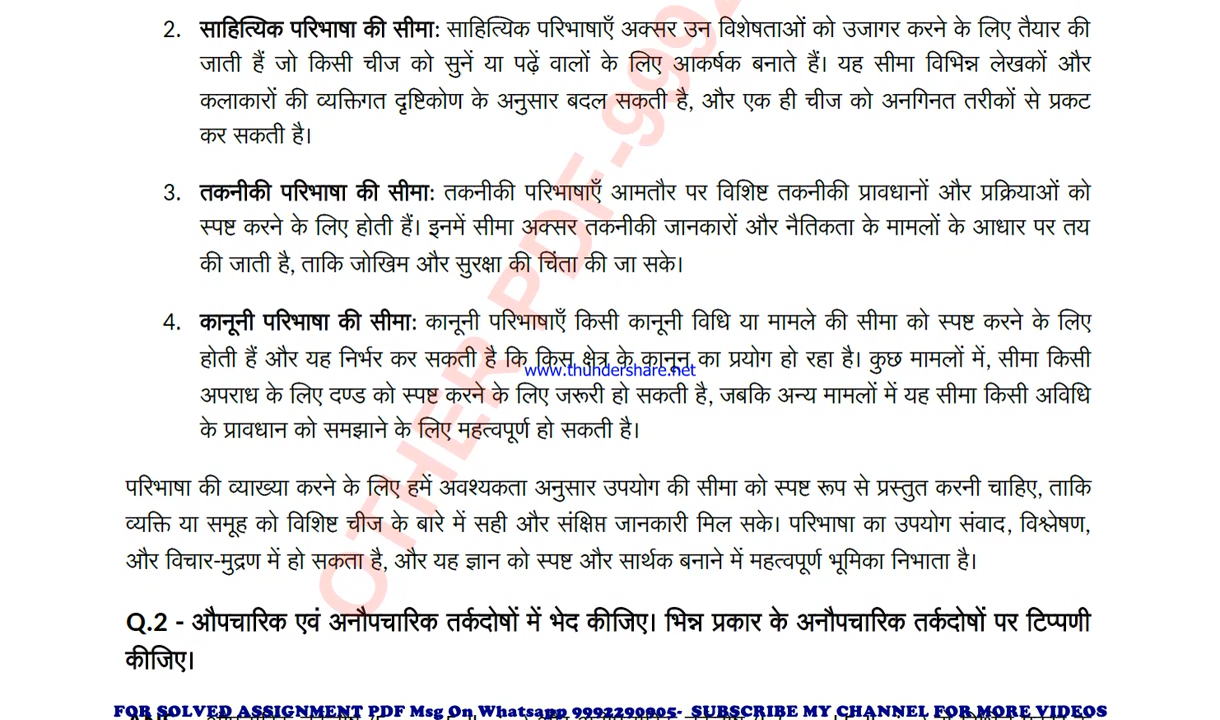 2. साहित्यिक परिभाषा की सीमा: साहित्यिक परिभाषाएँ अक्सर उन विशेषताओं को उजागर करने के लिए तैयार की
जाती हैं जो किसी चीज को सुनें या पढ़ें वालों के लिए आकर्षक बनाते हैं। यह सीमा विभिन्न लेखकों और
कलाकारों की व्यक्तिगत दृष्टिकोण के अनुसार बदल सकती है, और एक ही चीज को अनगिनत तरीकों से प्रकट
कर सकती है।
3. तकनीकी परिभाषा की सीमा: तकनीकी परिभाषाएँ आमतौर पर विशिष्ट तकनीकी प्रावधानों और प्रक्रियाओं को
स्पष्ट करने के लिए होती हैं। इनमें सीमा अक्सर तकनीकी जानकारों और नैतिकता के मामलों के आधार पर तय
की जाती है, ताकि जोखिम और सुरक्षा की चिंता की जा सके।
4. कानूनी परिभाषा की सीमा: कानूनी परिभाषाएँ किसी कानूनी विधि या मामले की सीमा को स्पष्ट करने के लिए
होती हैं और यह निर्भर कर सकती है कि किस क्षेत्र के कानून का प्रयोग हो रहा है। कुछ मामलों में, सीमा किसी
www.thundershare.net
अपराध के लिए दण्ड को स्पष्ट करने के लिए जरूरी हो सकती है, जबकि अन्य मामलों में यह सीमा किसी अविधि
के प्रावधान को समझाने के लिए महत्वपूर्ण हो सकती है।
परिभाषा की व्याख्या करने के लिए हमें अवश्यकता अनुसार उपयोग की सीमा को स्पष्ट रूप से प्रस्तुत करनी चाहिए, ताकि
व्यक्ति या समूह को विशिष्ट चीज के बारे में सही और संक्षिप्त जानकारी मिल सके। परिभाषा का उपयोग संवाद, विश्लेषण,
और विचार-मुद्रण में हो सकता है, और यह ज्ञान को स्पष्ट और सार्थक बनाने में महत्वपूर्ण भूमिका निभाता है।
OTHER PDF-999
Q.2 - औपचारिक एवं अनौपचारिक तर्कदोषों में भेद कीजिए। भिन्न प्रकार के अनौपचारिक तर्कदोषों पर टिप्पणी
कीजिए।
FOR SOLVED ASSIGNMENT PDF Msg On Whatsapp 9992290905- SUBSCRIBE MY CHANNEL FOR MORE VIDEOS